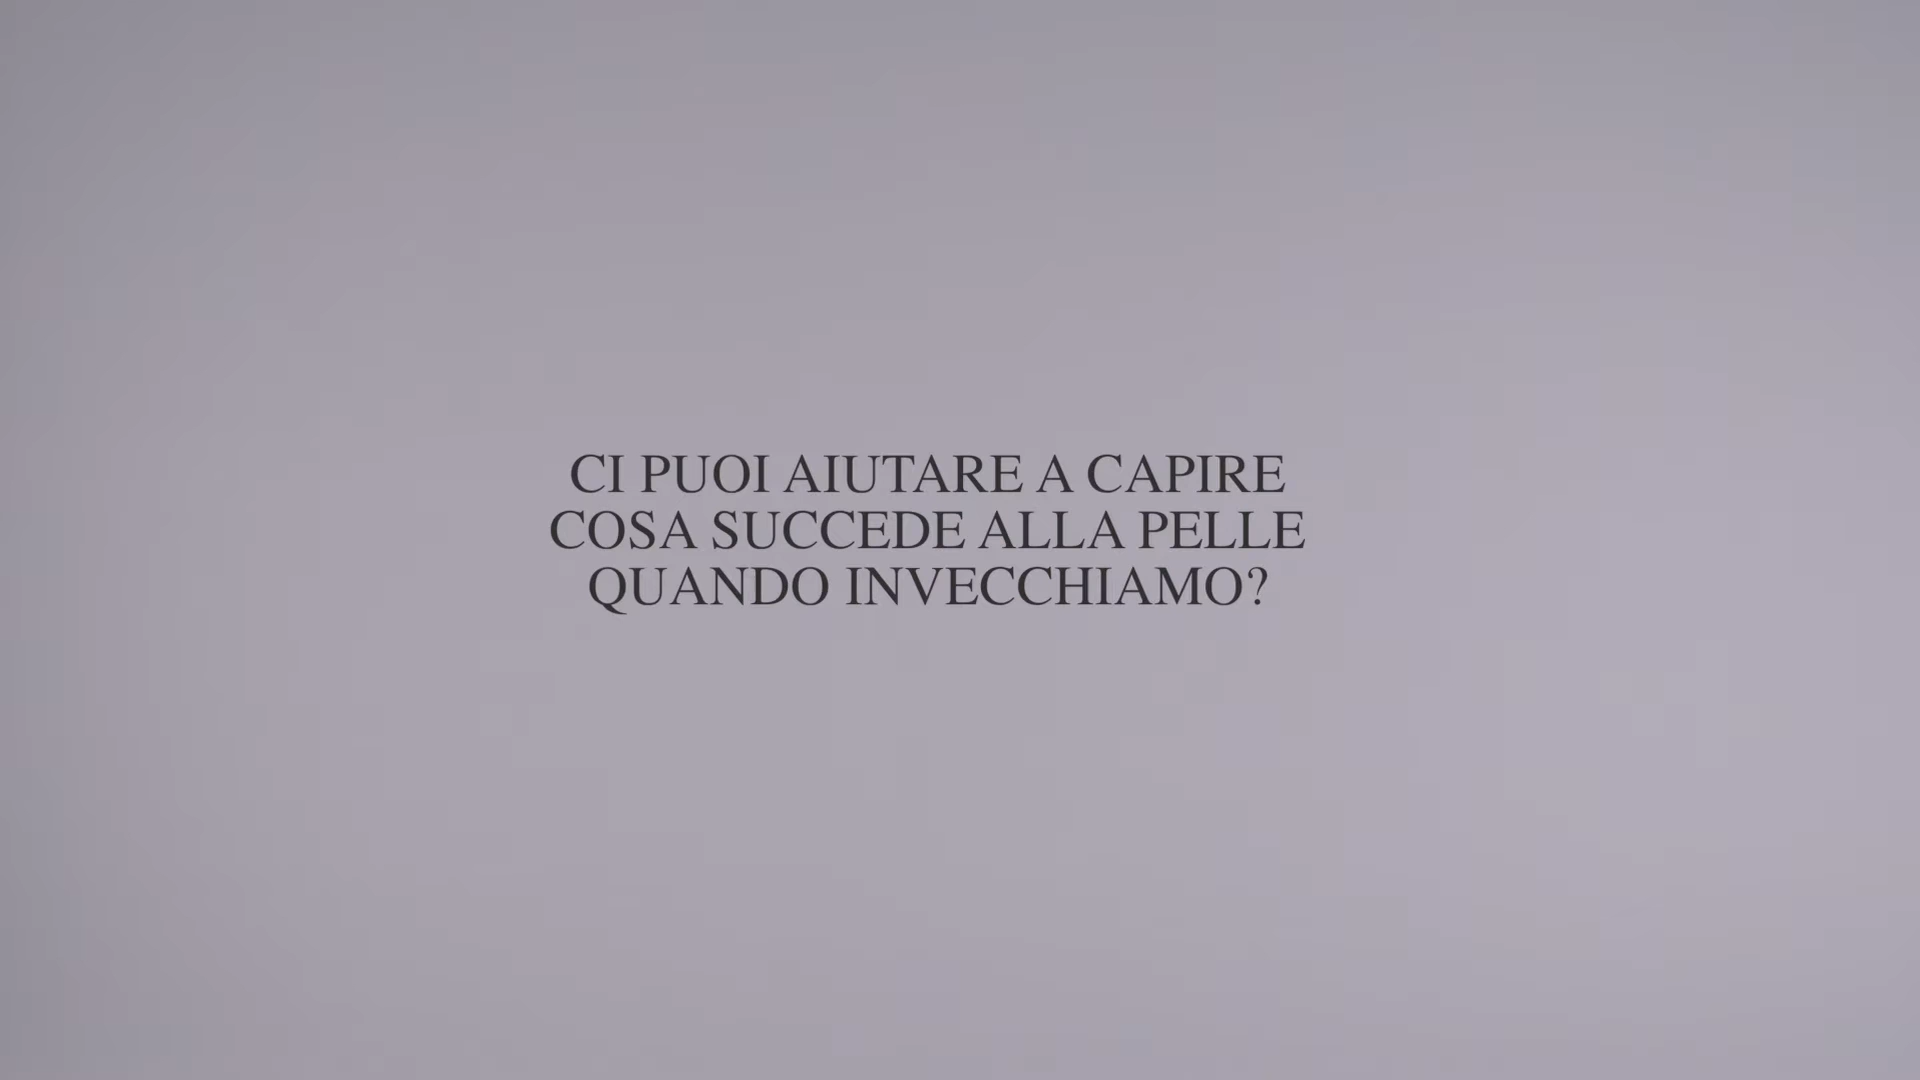 CI PUOI AIUTARE A CAPIRE
COSA SUCCEDE ALLA PELLE
QUANDO INVECCHIAMO?